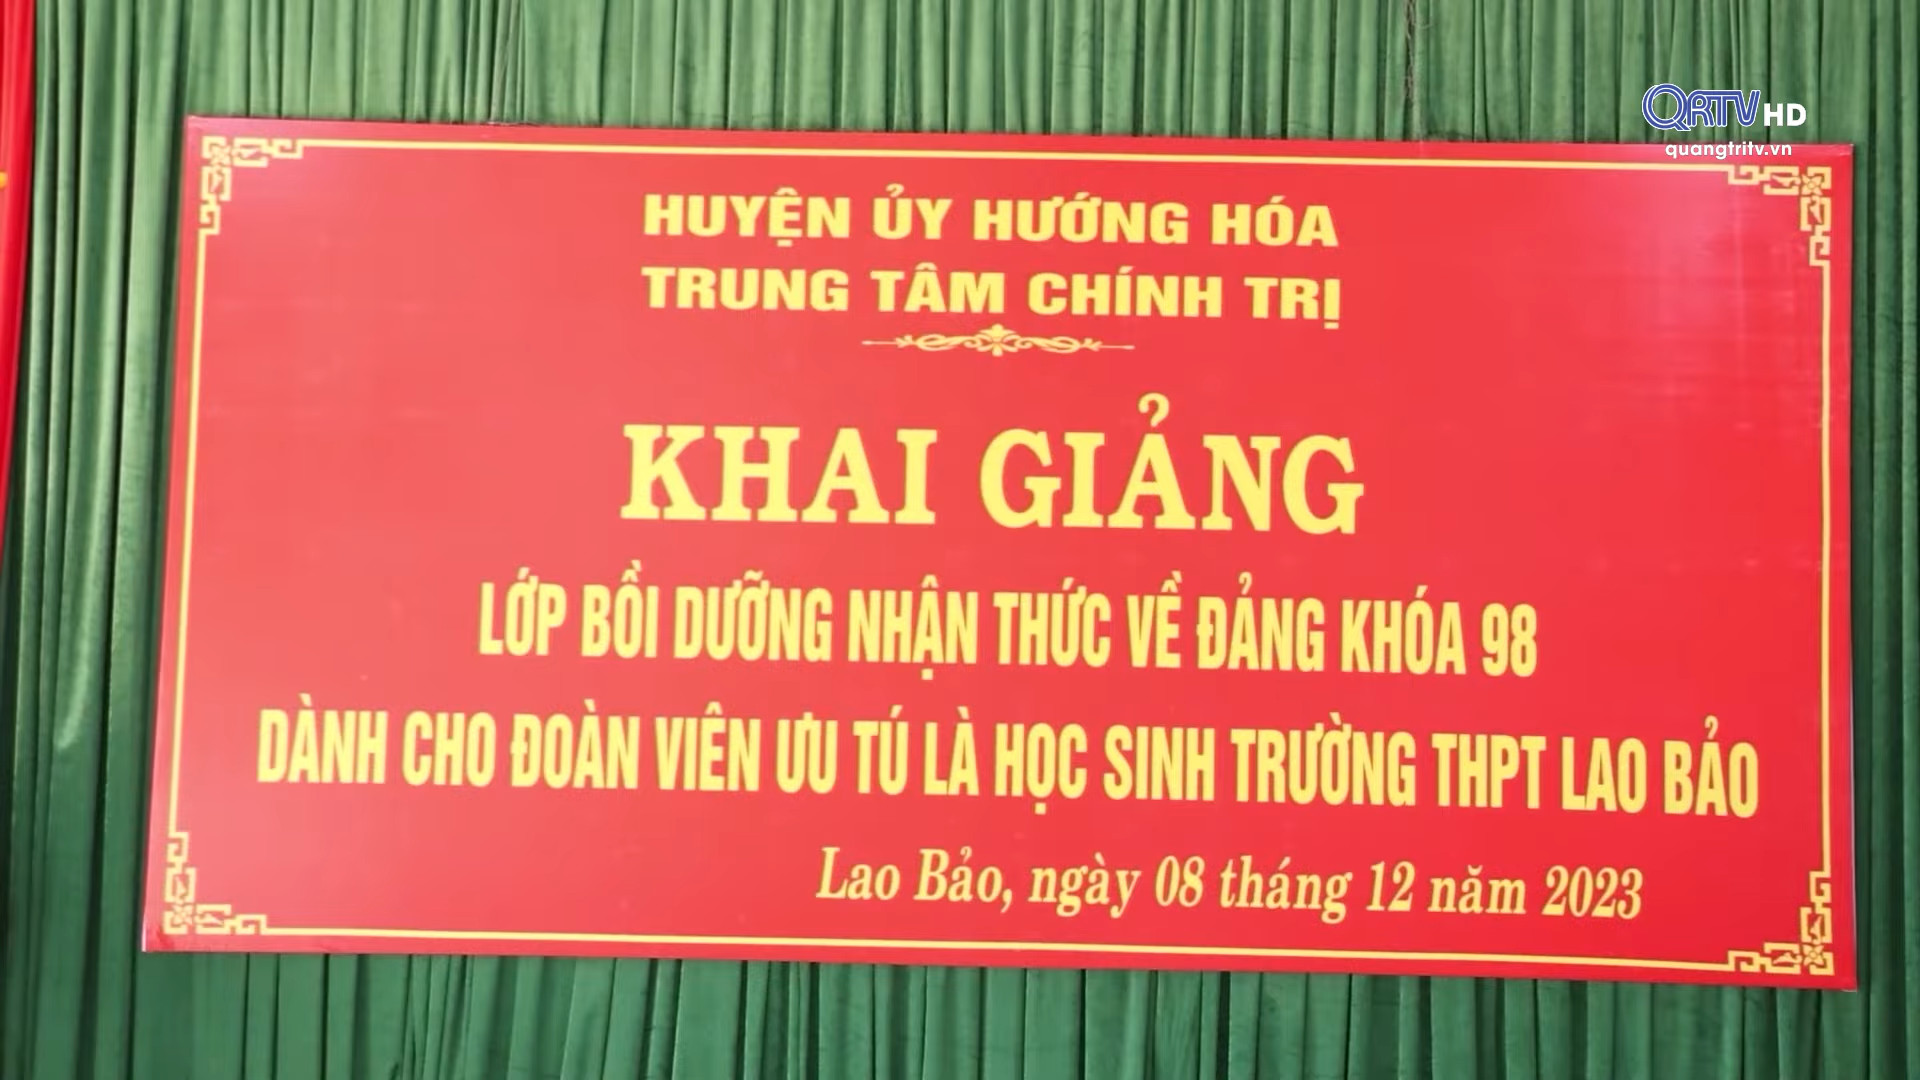 QRTV HD
quangtritv.vn
HUYỆN ỦY HƯỚNG HÓA
TRUNG TÂM CHÍNH TRỊ
KHAI GIẢNG
LỚP BỒI DƯỠNG NHẬN THỨC VỀ ĐẢNG KHÓA 98
DÀNH CHO ĐOÀN VIÊN ƯU TÚ LÀ HỌC SINH TRƯỜNG THPT LAO BẢO
Lao Bảo, ngày 08 tháng 12 năm 2023